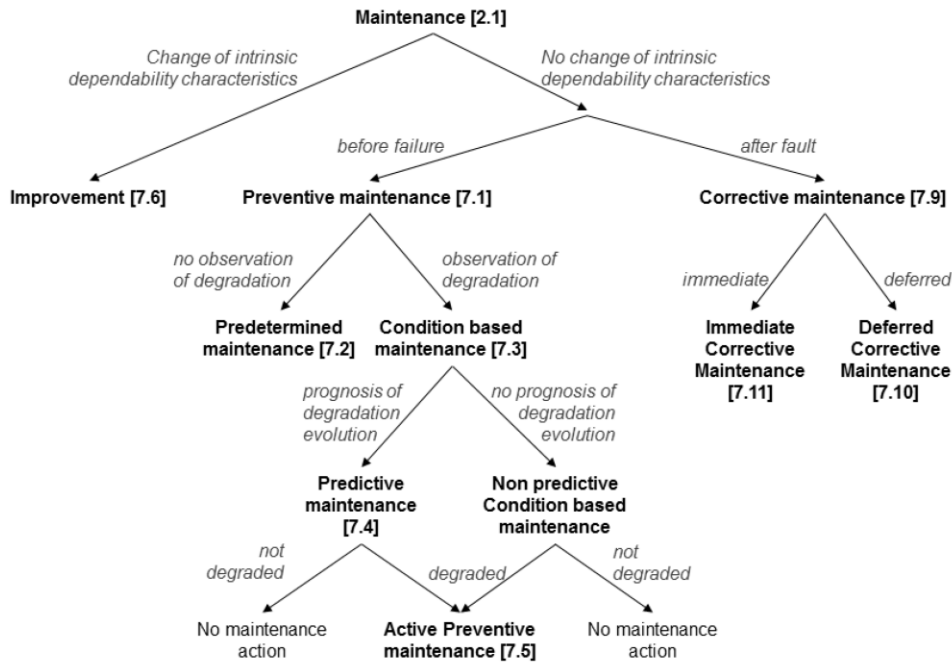 Maintenance [2.1]
Change of intrinsic
dependability characteristics
No change of intrinsic
dependability characteristics
before failure
after fault
Improvement [7.6]
Preventive maintenance [7.1]
Corrective maintenance [7.9]
no observation
of degradation
observation of
degradation
immediate
deferred
Predetermined
maintenance [7.2]
Condition based
maintenance [7.3]
Immediate
Corrective
Maintenance
[7.11]
Deferred
Corrective
Maintenance
[7.10]
prognosis of
degradation
evolution
no prognosis of
degradation
evolution
Predictive
maintenance
[7.4]
Non predictive
Condition based
maintenance
not
degraded
degraded
not
degraded
No maintenance
action
Active Preventive
maintenance [7.5]
No maintenance
action